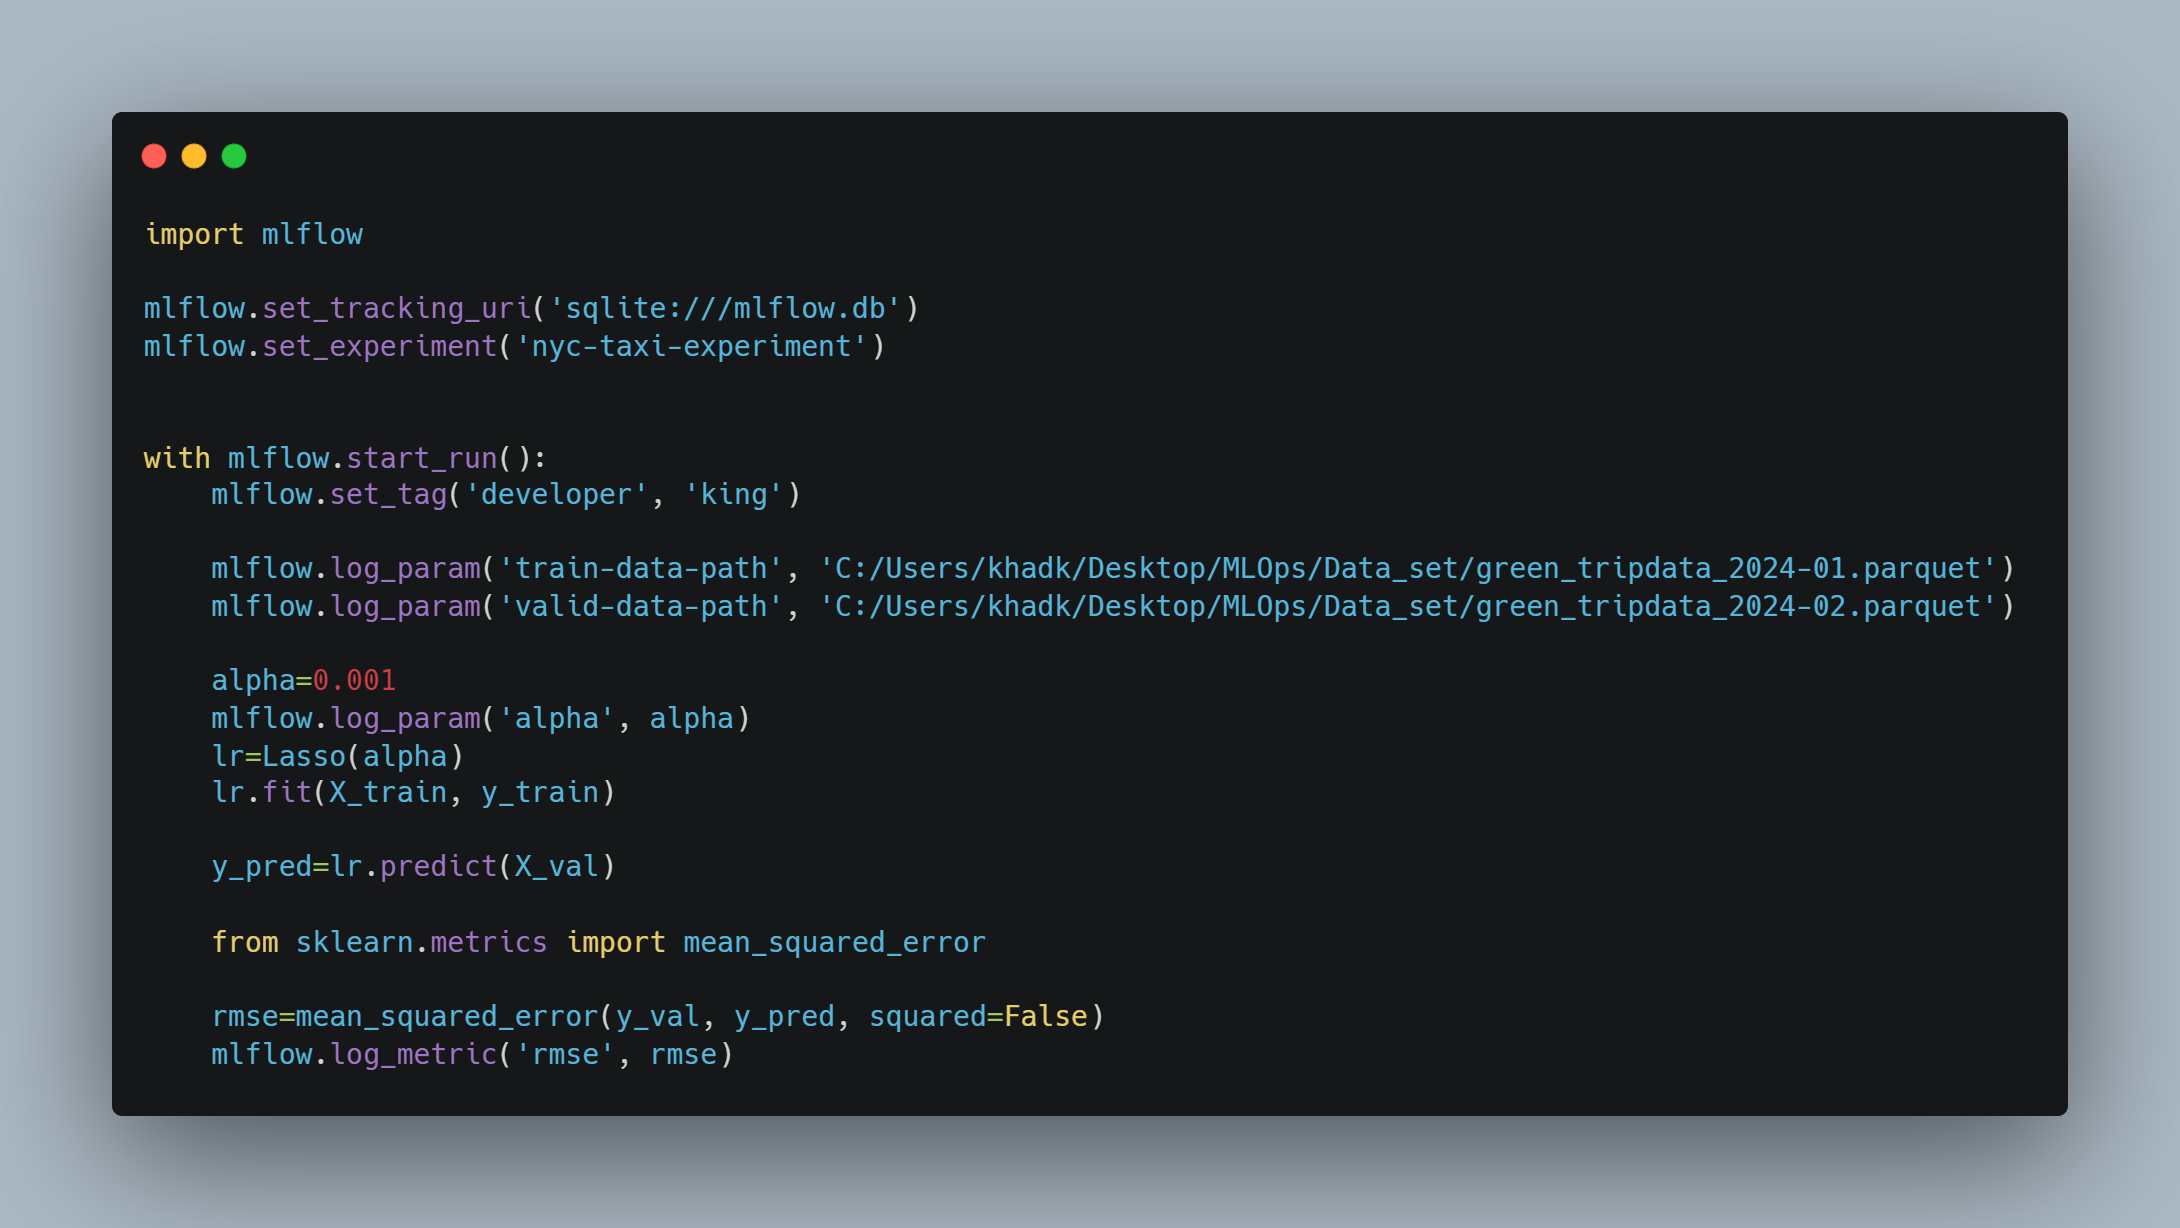 import mlflow
mlflow.set_tracking_uri('sqlite:///mlflow.db')
mlflow.set_experiment('nyc-taxi-experiment')
with mlflow.start_run():
    mlflow.set_tag('developer', 'king')
    mlflow.log_param('train-data-path', 'C:/Users/khadk/Desktop/MLOps/Data_set/green_tripdata_2024-01.parquet')
    mlflow.log_param('valid-data-path', 'C:/Users/khadk/Desktop/MLOps/Data_set/green_tripdata_2024-02.parquet')
    alpha=0.001
    mlflow.log_param('alpha', alpha)
    lr=Lasso(alpha)
    lr.fit(X_train, y_train)
    y_pred=lr.predict(X_val)
    from sklearn.metrics import mean_squared_error
    rmse=mean_squared_error(y_val, y_pred, squared=False)
    mlflow.log_metric('rmse', rmse)